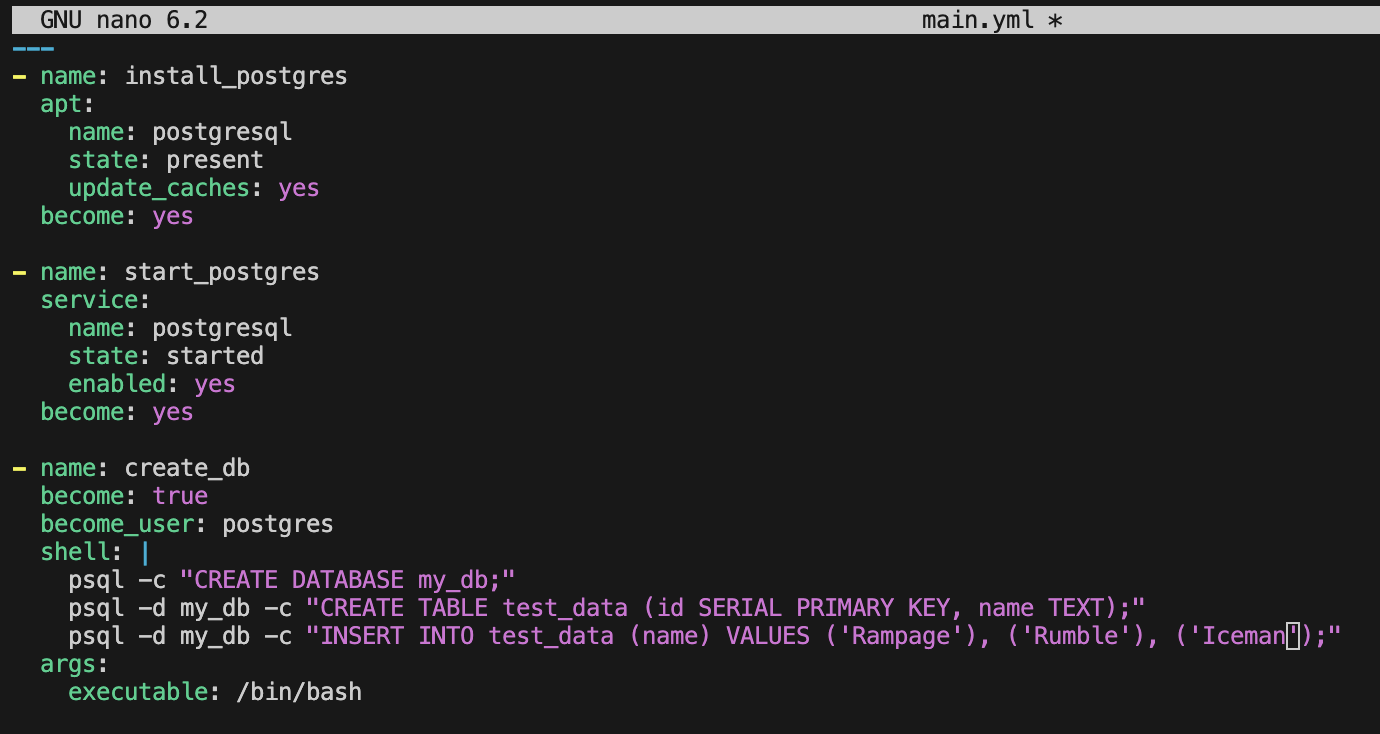 GNU nano 6.2 main.yml *
---
- name: install_postgres
  apt:
    name: postgresql
    state: present
    update_caches: yes
  become: yes

- name: start_postgres
  service:
    name: postgresql
    state: started
    enabled: yes
  become: yes

- name: create_db
  become: true
  become_user: postgres
  shell: |
    psql -c "CREATE DATABASE my_db;"
    psql -d my_db -c "CREATE TABLE test_data (id SERIAL PRIMARY KEY, name TEXT);"
    psql -d my_db -c "INSERT INTO test_data (name) VALUES ('Rampage'), ('Rumble'), ('Iceman');"
  args:
    executable: /bin/bash